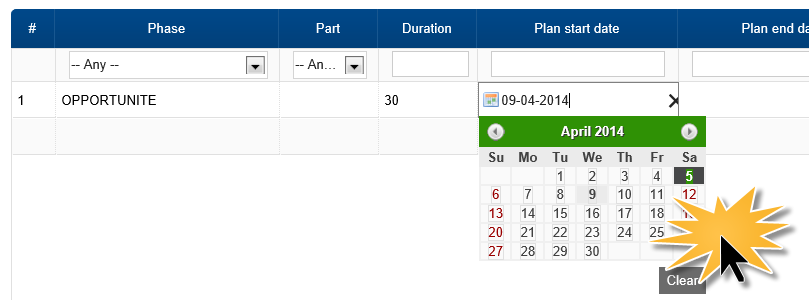 # Phase Part Duration Plan start date Plan end da
-- Any -- -- An...
1 OPPORTUNITE 30 09-04-2014
April 2014
Su Mo Tu We Th Fr Sa
1 2 3 4 5
6 7 8 9 10 11 12
13 14 15 16 17 18
20 21 22 23 24 25
27 28 29 30
Clear